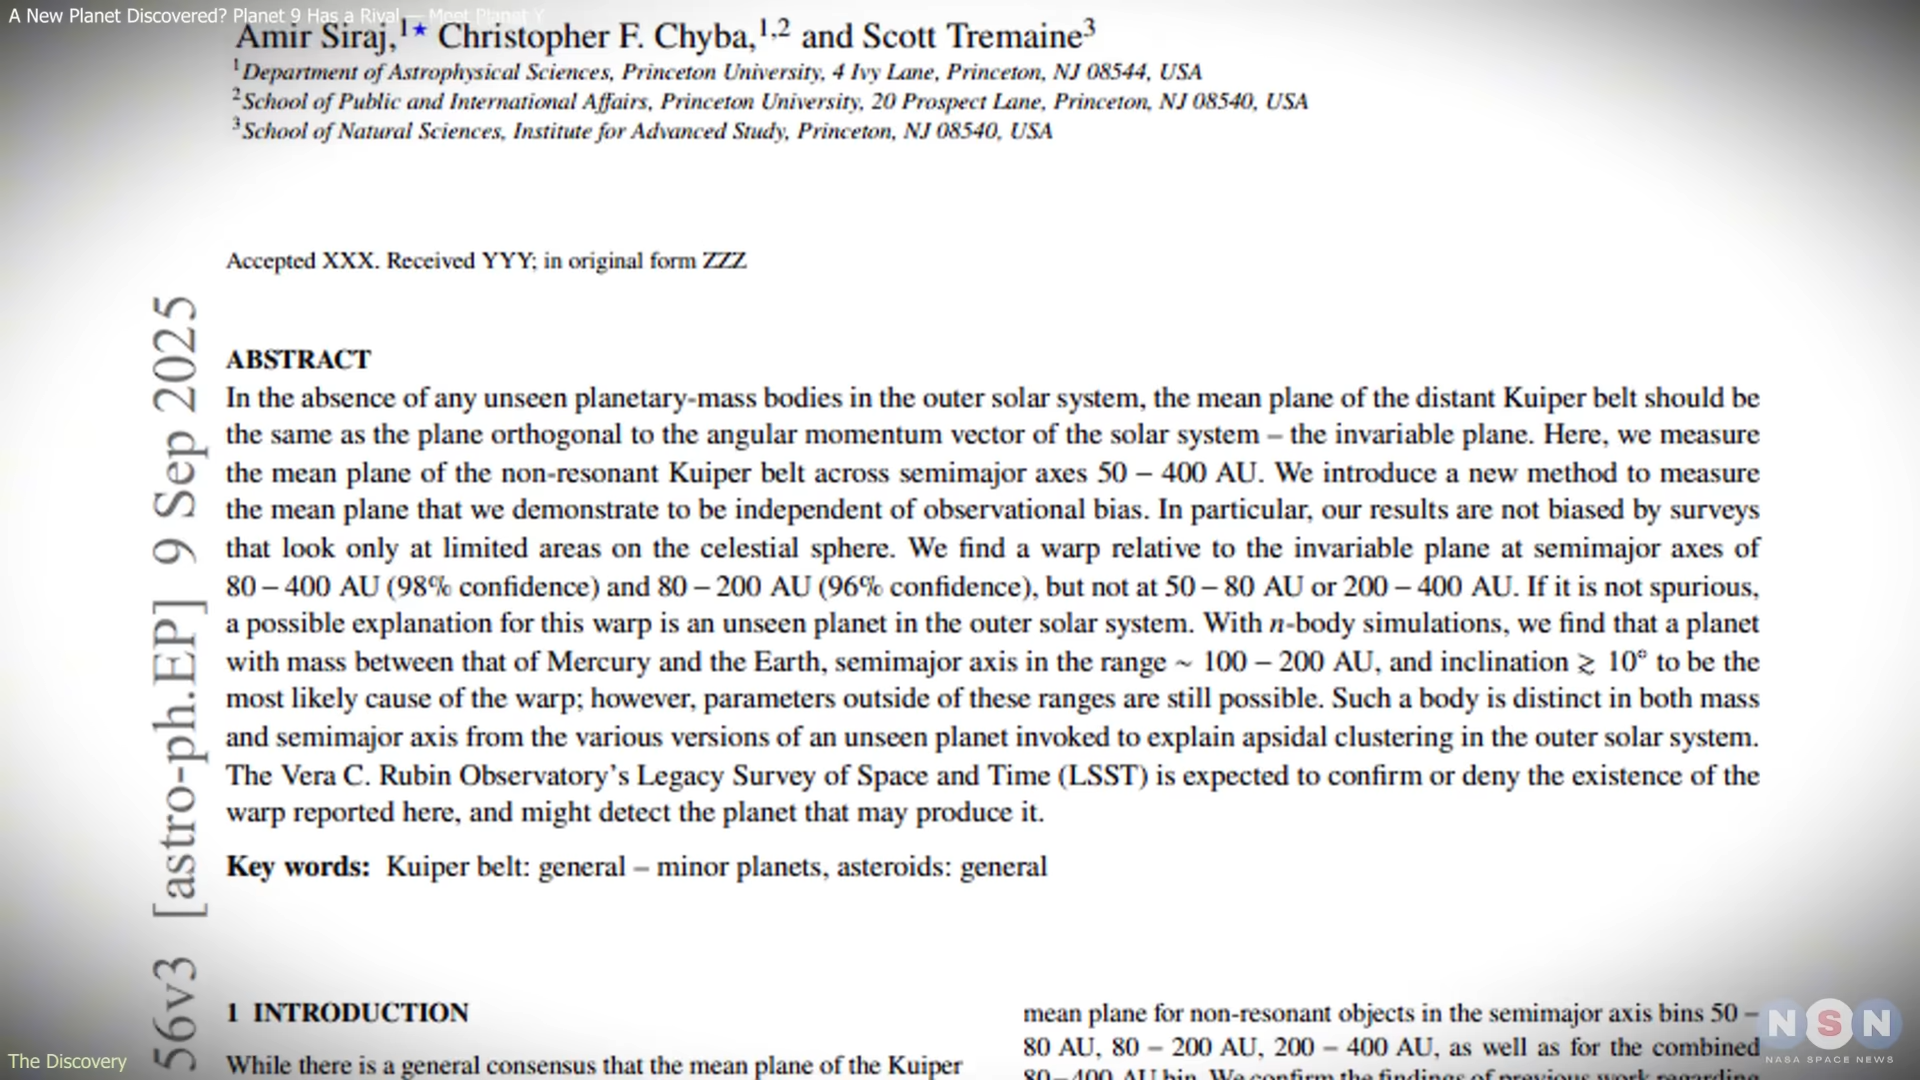 A New Planet Discovered? Planet 9 Has a Rival — Meet Planet Y
Amir Siraj,¹★ Christopher F. Chyba,¹,² and Scott Tremaine³
¹Department of Astrophysical Sciences, Princeton University, 4 Ivy Lane, Princeton, NJ 08544, USA
²School of Public and International Affairs, Princeton University, 20 Prospect Lane, Princeton, NJ 08540, USA
³School of Natural Sciences, Institute for Advanced Study, Princeton, NJ 08540, USA
Accepted XXX. Received YYY; in original form ZZZ
56v3 [astro-ph.EP] 9 Sep 2025
ABSTRACT
In the absence of any unseen planetary-mass bodies in the outer solar system, the mean plane of the distant Kuiper belt should be
the same as the plane orthogonal to the angular momentum vector of the solar system – the invariable plane. Here, we measure
the mean plane of the non-resonant Kuiper belt across semimajor axes 50 – 400 AU. We introduce a new method to measure
the mean plane that we demonstrate to be independent of observational bias. In particular, our results are not biased by surveys
that look only at limited areas on the celestial sphere. We find a warp relative to the invariable plane at semimajor axes of
80 – 400 AU (98% confidence) and 80 – 200 AU (96% confidence), but not at 50 – 80 AU or 200 – 400 AU. If it is not spurious,
a possible explanation for this warp is an unseen planet in the outer solar system. With n-body simulations, we find that a planet
with mass between that of Mercury and the Earth, semimajor axis in the range ~ 100 – 200 AU, and inclination ≳ 10° to be the
most likely cause of the warp; however, parameters outside of these ranges are still possible. Such a body is distinct in both mass
and semimajor axis from the various versions of an unseen planet invoked to explain apsidal clustering in the outer solar system.
The Vera C. Rubin Observatory's Legacy Survey of Space and Time (LSST) is expected to confirm or deny the existence of the
warp reported here, and might detect the planet that may produce it.
Key words: Kuiper belt: general – minor planets, asteroids: general
1 INTRODUCTION
While there is a general consensus that the mean plane of the Kuiper
mean plane for non-resonant objects in the semimajor axis bins 50 –
80 AU, 80 – 200 AU, 200 – 400 AU, as well as for the combined
80–400 AU bin. We confirm the findings of previous work regarding
The Discovery
NSN
NASA SPACE NEWS